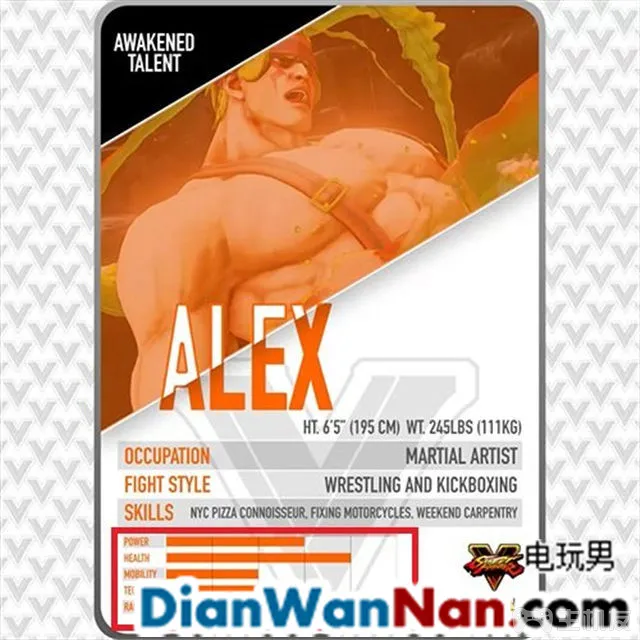 AWAKENED
TALENT
ALEX
HT. 6'5" (195 CM) WT. 245LBS (111KG)
OCCUPATION MARTIAL ARTIST
FIGHT STYLE WRESTLING AND KICKBOXING
SKILLS NYC PIZZA CONNOISSEUR, FIXING MOTORCYCLES, WEEKEND CARPENTRY
POWER
HEALTH
MOBILITY
电玩男
DianWanNan.com